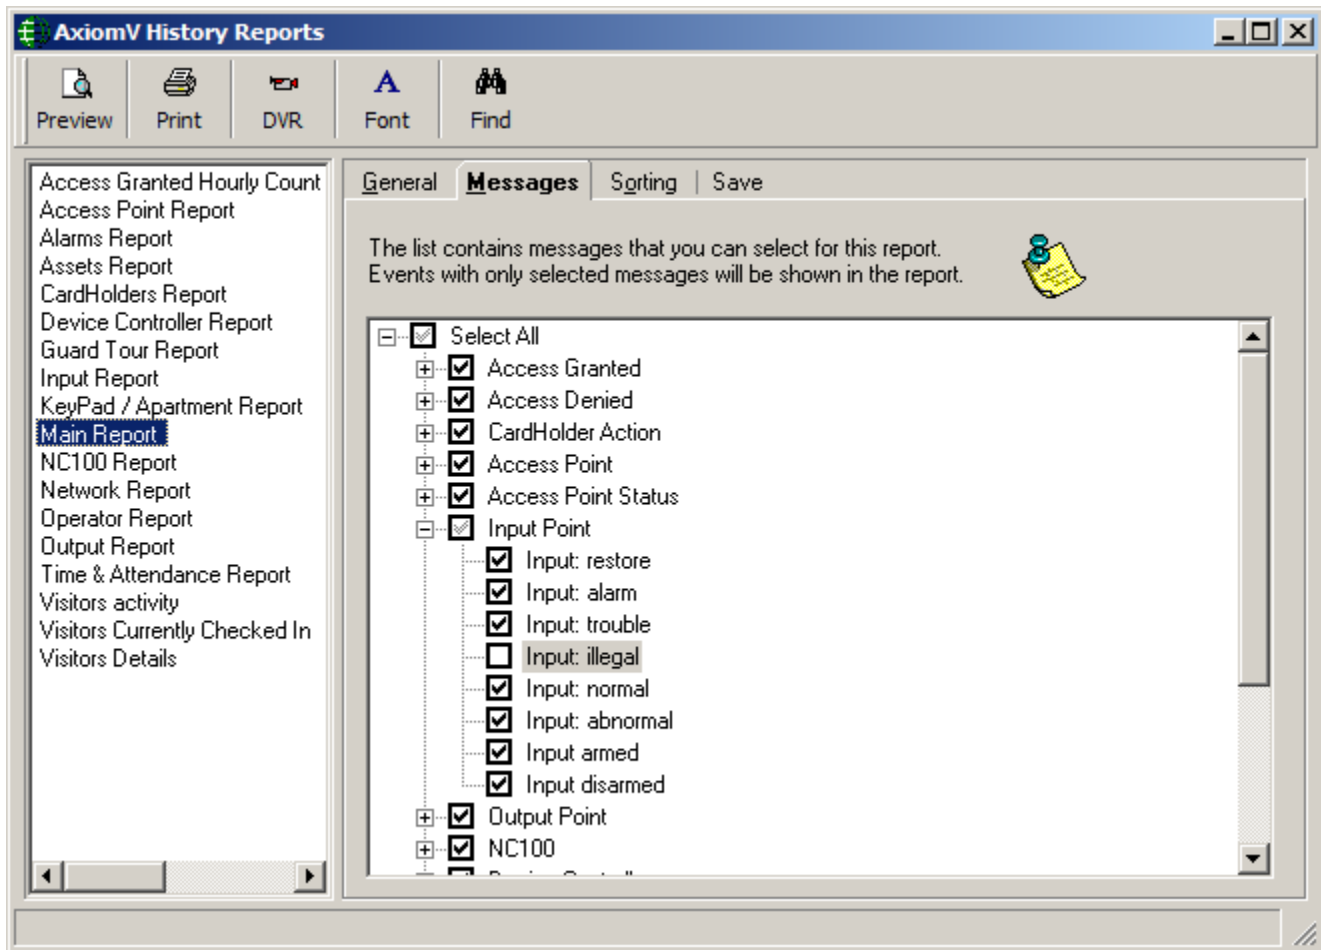 AxiomV History Reports
Preview
Print
DVR
Font
Find
Access Granted Hourly Count
Access Point Report
Alarms Report
Assets Report
CardHolders Report
Device Controller Report
Guard Tour Report
Input Report
KeyPad / Apartment Report
Main Report
NC100 Report
Network Report
Operator Report
Output Report
Time & Attendance Report
Visitors activity
Visitors Currently Checked In
Visitors Details
General
Messages
Sorting
Save
The list contains messages that you can select for this report.
Events with only selected messages will be shown in the report.
Select All
Access Granted
Access Denied
CardHolder Action
Access Point
Access Point Status
Input Point
Input: restore
Input: alarm
Input: trouble
Input: illegal
Input: normal
Input: abnormal
Input armed
Input disarmed
Output Point
NC100